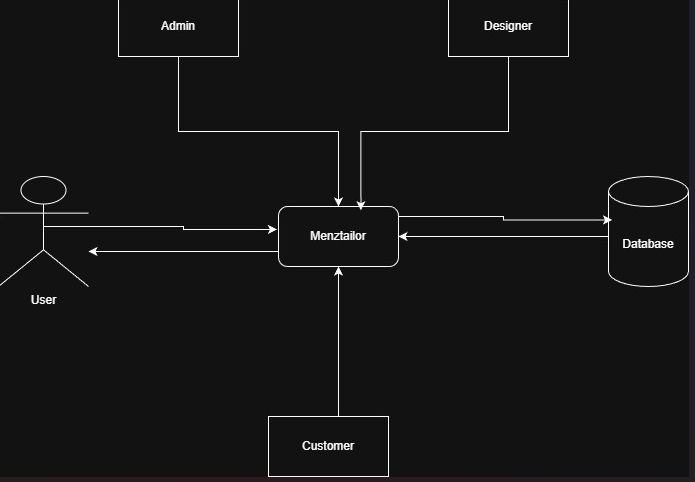 Admin
Designer
Menztailor
Database
User
Customer